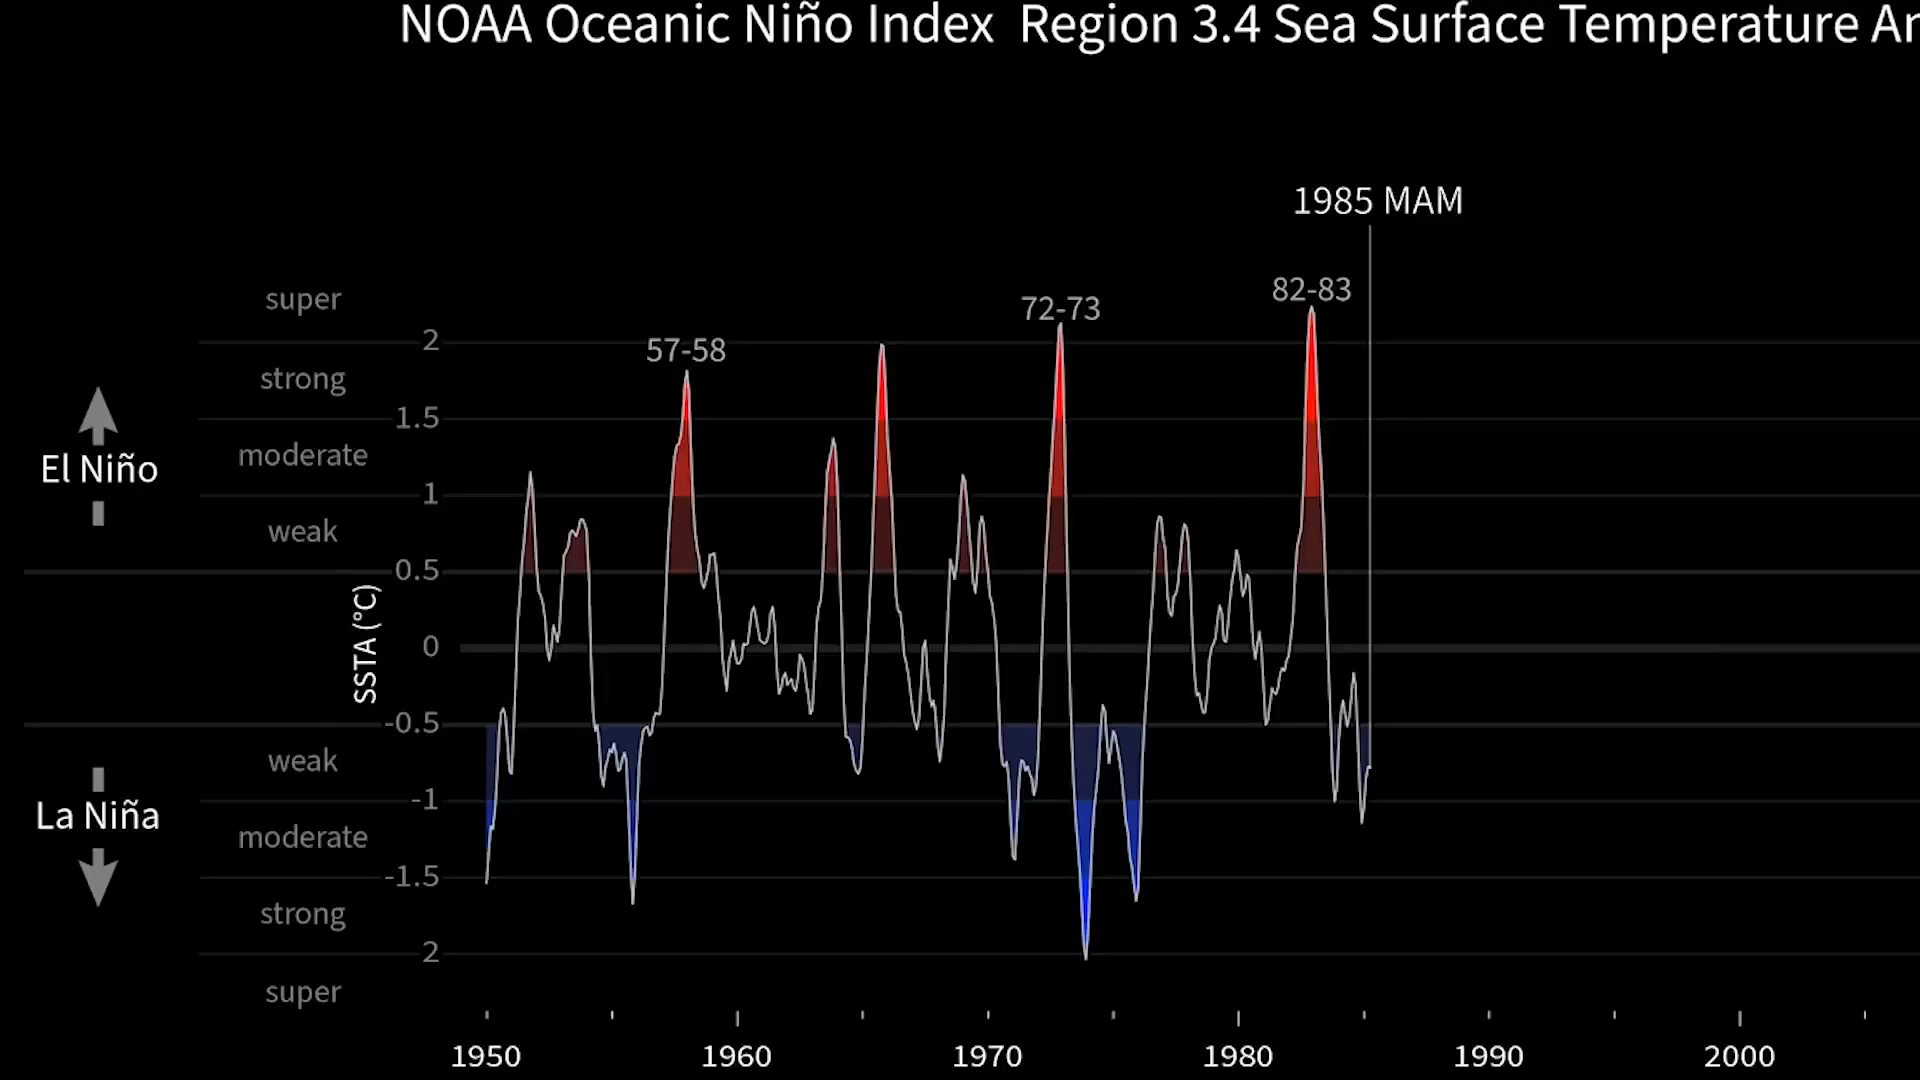 NOAA Oceanic Niño Index Region 3.4 Sea Surface Temperature
1985 MAM
82-83
72-73
57-58
super
2
strong
1.5
moderate
El Niño
1
weak
0.5
SSTA (°C)
0
-0.5
weak
-1
La Niña
moderate
-1.5
strong
2
super
1950 1960 1970 1980 1990 2000